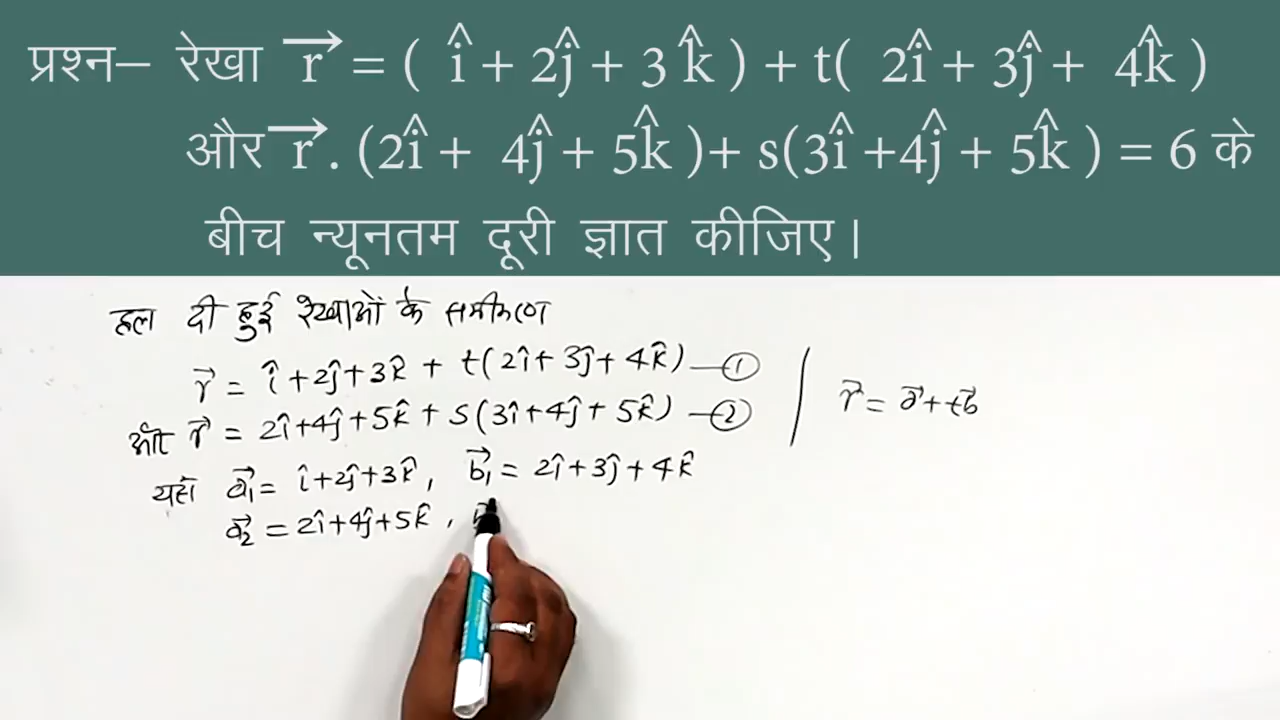 प्रश्न– रेखा r⃗ = ( î + 2ĵ + 3 k̂ ) + t( 2î + 3ĵ + 4k̂ )
और r⃗ . (2î + 4ĵ + 5k̂ )+ s(3î +4ĵ + 5k̂ ) = 6 के
बीच न्यूनतम दूरी ज्ञात कीजिए |
हल दी हुई रेखाओं के समीकरण
r⃗ = î + 2ĵ + 3k̂ + t(2î + 3ĵ + 4k̂) —①
और r⃗ = 2î + 4ĵ + 5k̂ + s(3î + 4ĵ + 5k̂) —②
r⃗ = a⃗ + tb⃗
यहाँ a⃗₁ = î + 2ĵ + 3k̂ , b⃗₁ = 2î + 3ĵ + 4k̂
a⃗₂ = 2î + 4ĵ + 5k̂ ,